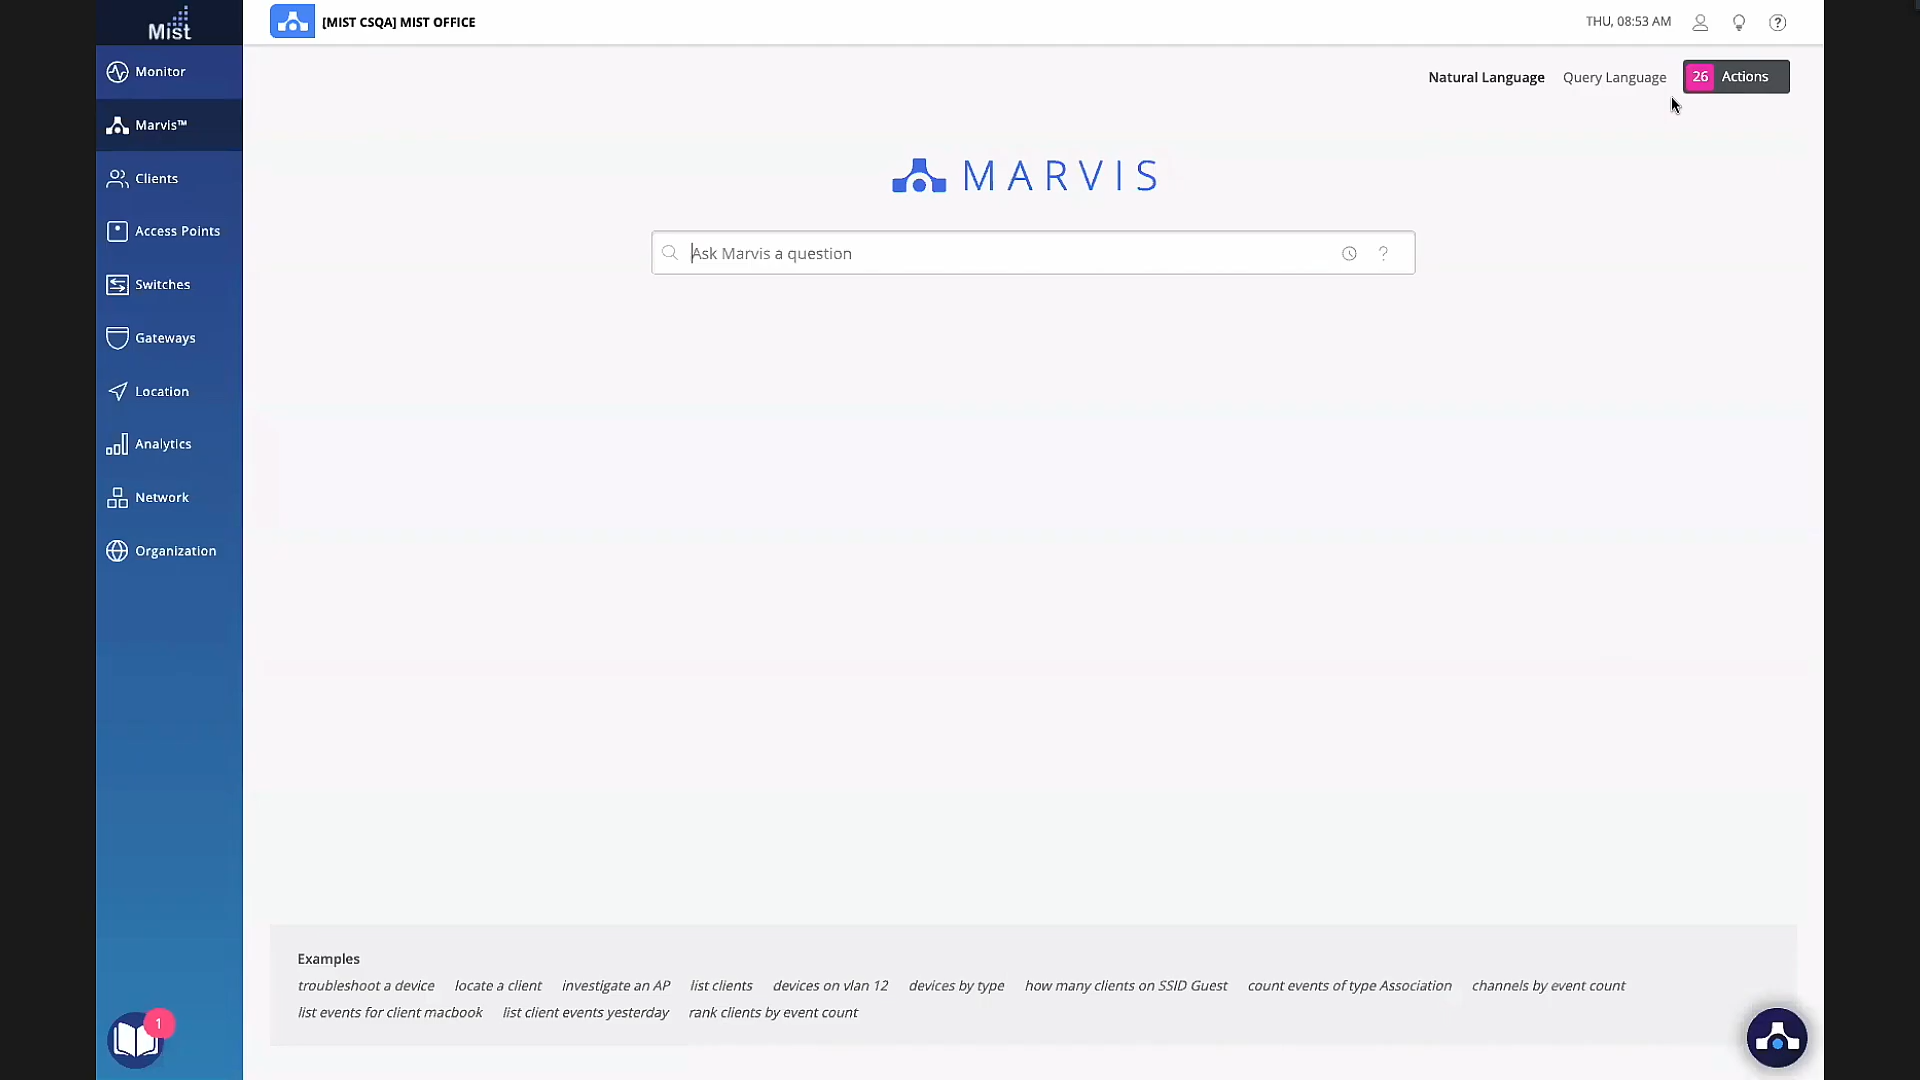 Mist
[MIST CSQA] MIST OFFICE
THU, 08:53 AM
?
Monitor
Marvis™
Clients
Access Points
Switches
Gateways
Location
Analytics
Network
Organization
Natural Language
Query Language
26 Actions
MARVIS
Ask Marvis a question
?
Examples
troubleshoot a device locate a client investigate an AP list clients devices on vlan 12 devices by type how many clients on SSID Guest count events of type Association channels by event count
list events for client macbook list client events yesterday rank clients by event count
1